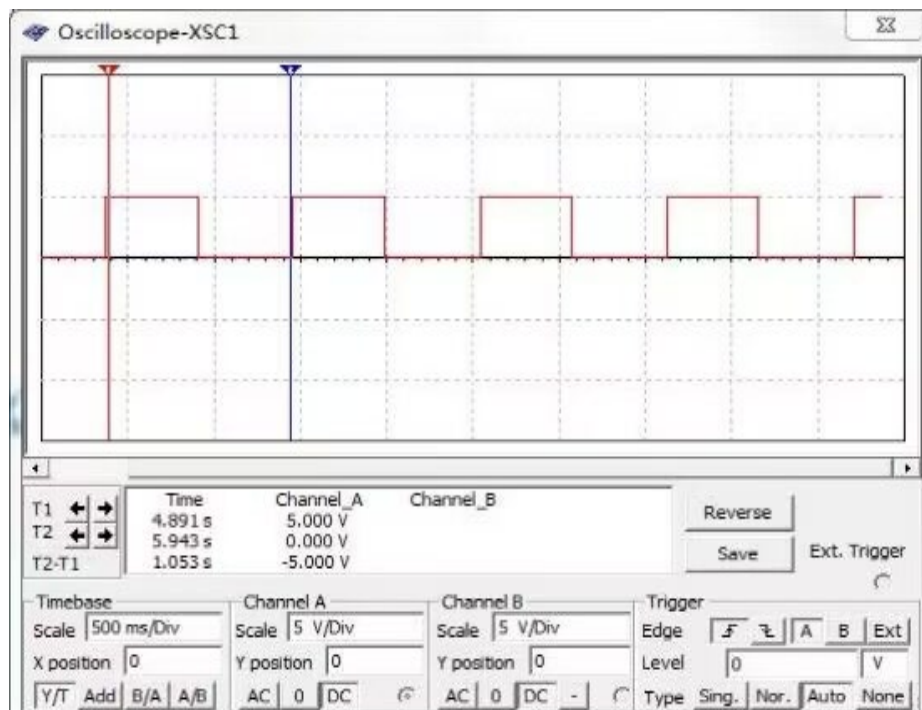 Oscilloscope-XSC1
Time Channel_A Channel_B
T1 4.891 s 5.000 V
T2 5.943 s 0.000 V
T2-T1 1.053 s -5.000 V
Reverse
Save
Ext. Trigger
Timebase
Scale 500 ms/Div
X position 0
Y/T Add B/A A/B
Channel A
Scale 5 V/Div
Y position 0
AC 0 DC
Channel B
Scale 5 V/Div
Y position 0
AC 0 DC -
Trigger
Edge A B Ext
Level 0 V
Type Sing. Nor. Auto None